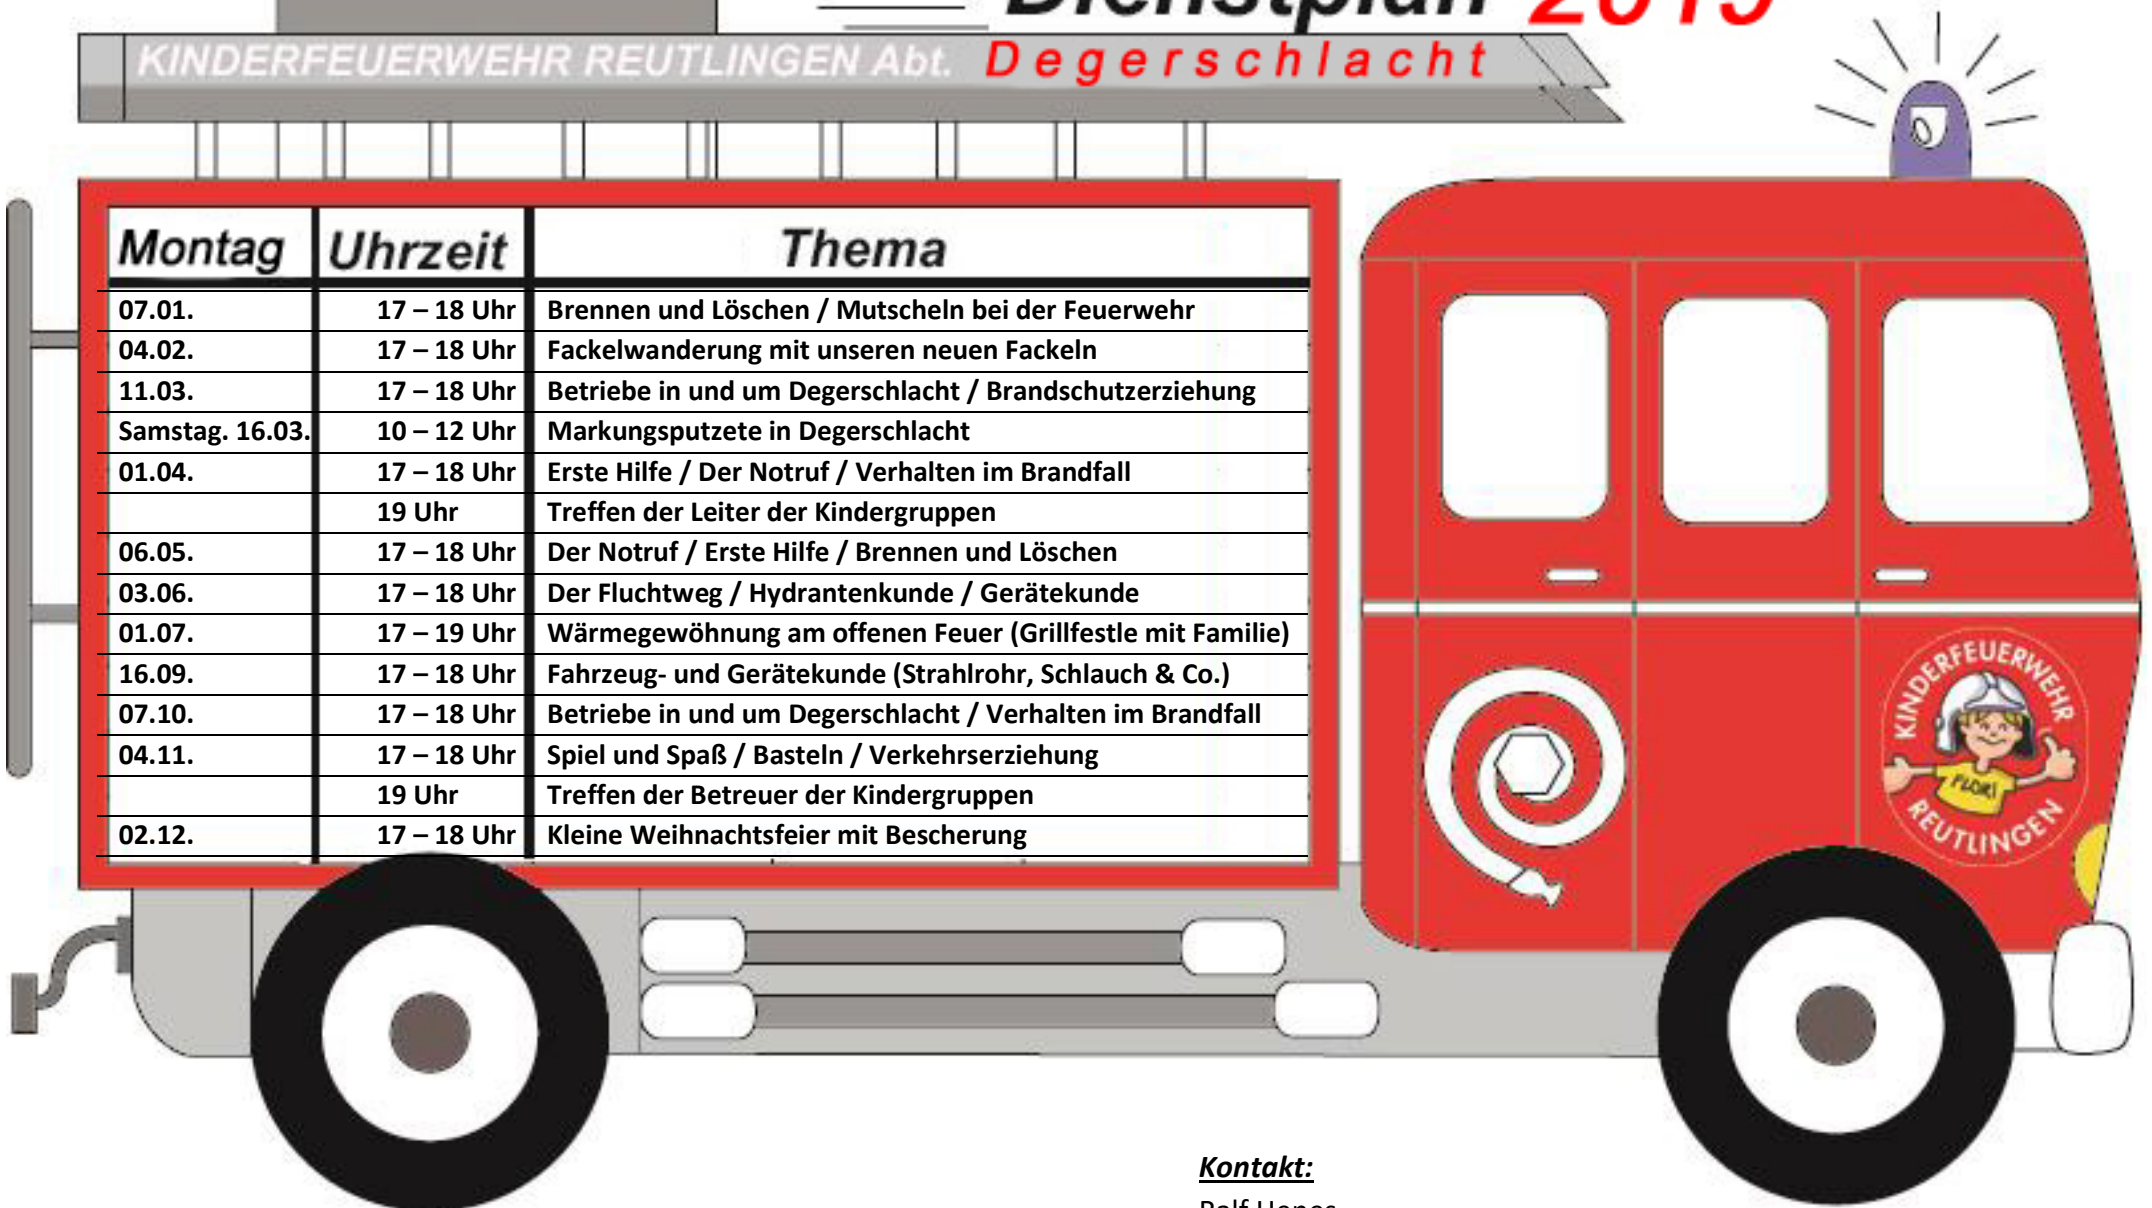 Dienstplan 2019
KINDERFEUERWEHR REUTLINGEN Abt. Degerschlacht
Montag Uhrzeit Thema
07.01. 17 – 18 Uhr Brennen und Löschen / Mutscheln bei der Feuerwehr
04.02. 17 – 18 Uhr Fackelwanderung mit unseren neuen Fackeln
11.03. 17 – 18 Uhr Betriebe in und um Degerschlacht / Brandschutzerziehung
Samstag. 16.03. 10 – 12 Uhr Markungsputzete in Degerschlacht
01.04. 17 – 18 Uhr Erste Hilfe / Der Notruf / Verhalten im Brandfall
19 Uhr Treffen der Leiter der Kindergruppen
06.05. 17 – 18 Uhr Der Notruf / Erste Hilfe / Brennen und Löschen
03.06. 17 – 18 Uhr Der Fluchtweg / Hydrantenkunde / Gerätekunde
01.07. 17 – 19 Uhr Wärmegewöhnung am offenen Feuer (Grillfestle mit Familie)
16.09. 17 – 18 Uhr Fahrzeug- und Gerätekunde (Strahlrohr, Schlauch & Co.)
07.10. 17 – 18 Uhr Betriebe in und um Degerschlacht / Verhalten im Brandfall
04.11. 17 – 18 Uhr Spiel und Spaß / Basteln / Verkehrserziehung
19 Uhr Treffen der Betreuer der Kindergruppen
02.12. 17 – 18 Uhr Kleine Weihnachtsfeier mit Bescherung
KINDERFEUERWEHR
FLORI
REUTLINGEN
Kontakt:
Ralf